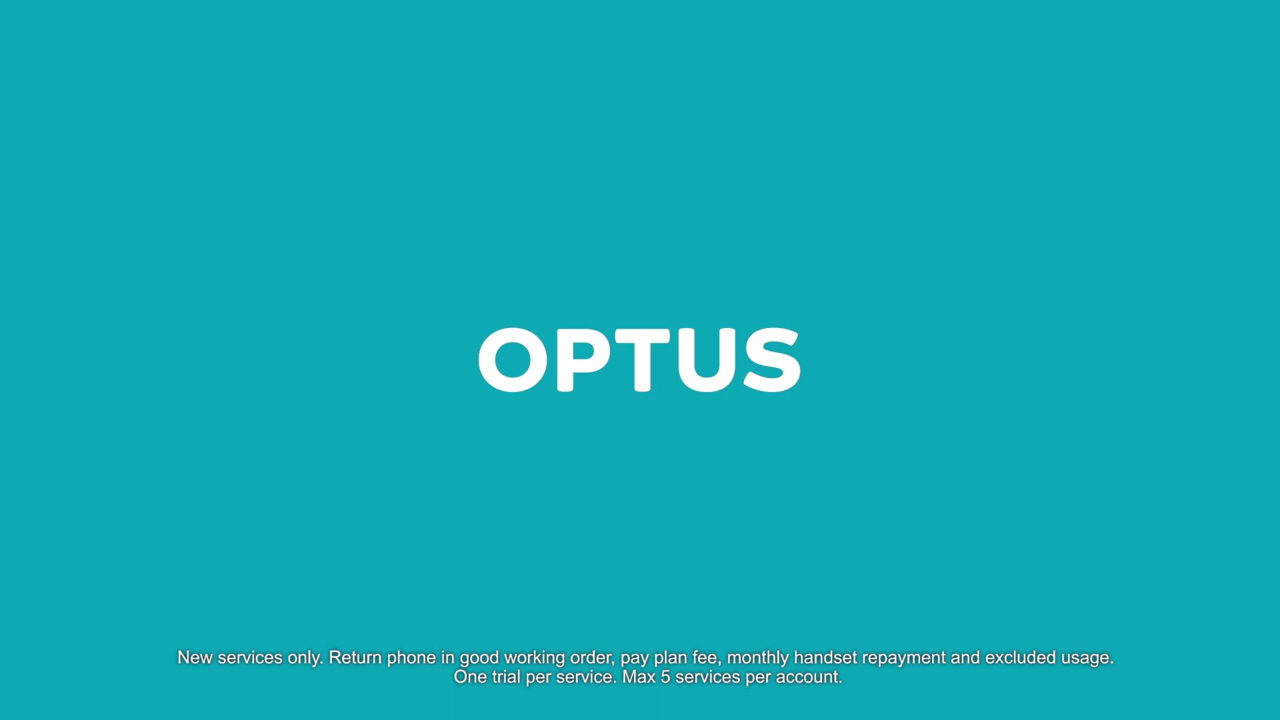 OPTUS
New services only. Return phone in good working order, pay plan fee, monthly handset repayment and excluded usage.
One trial per service. Max 5 services per account.